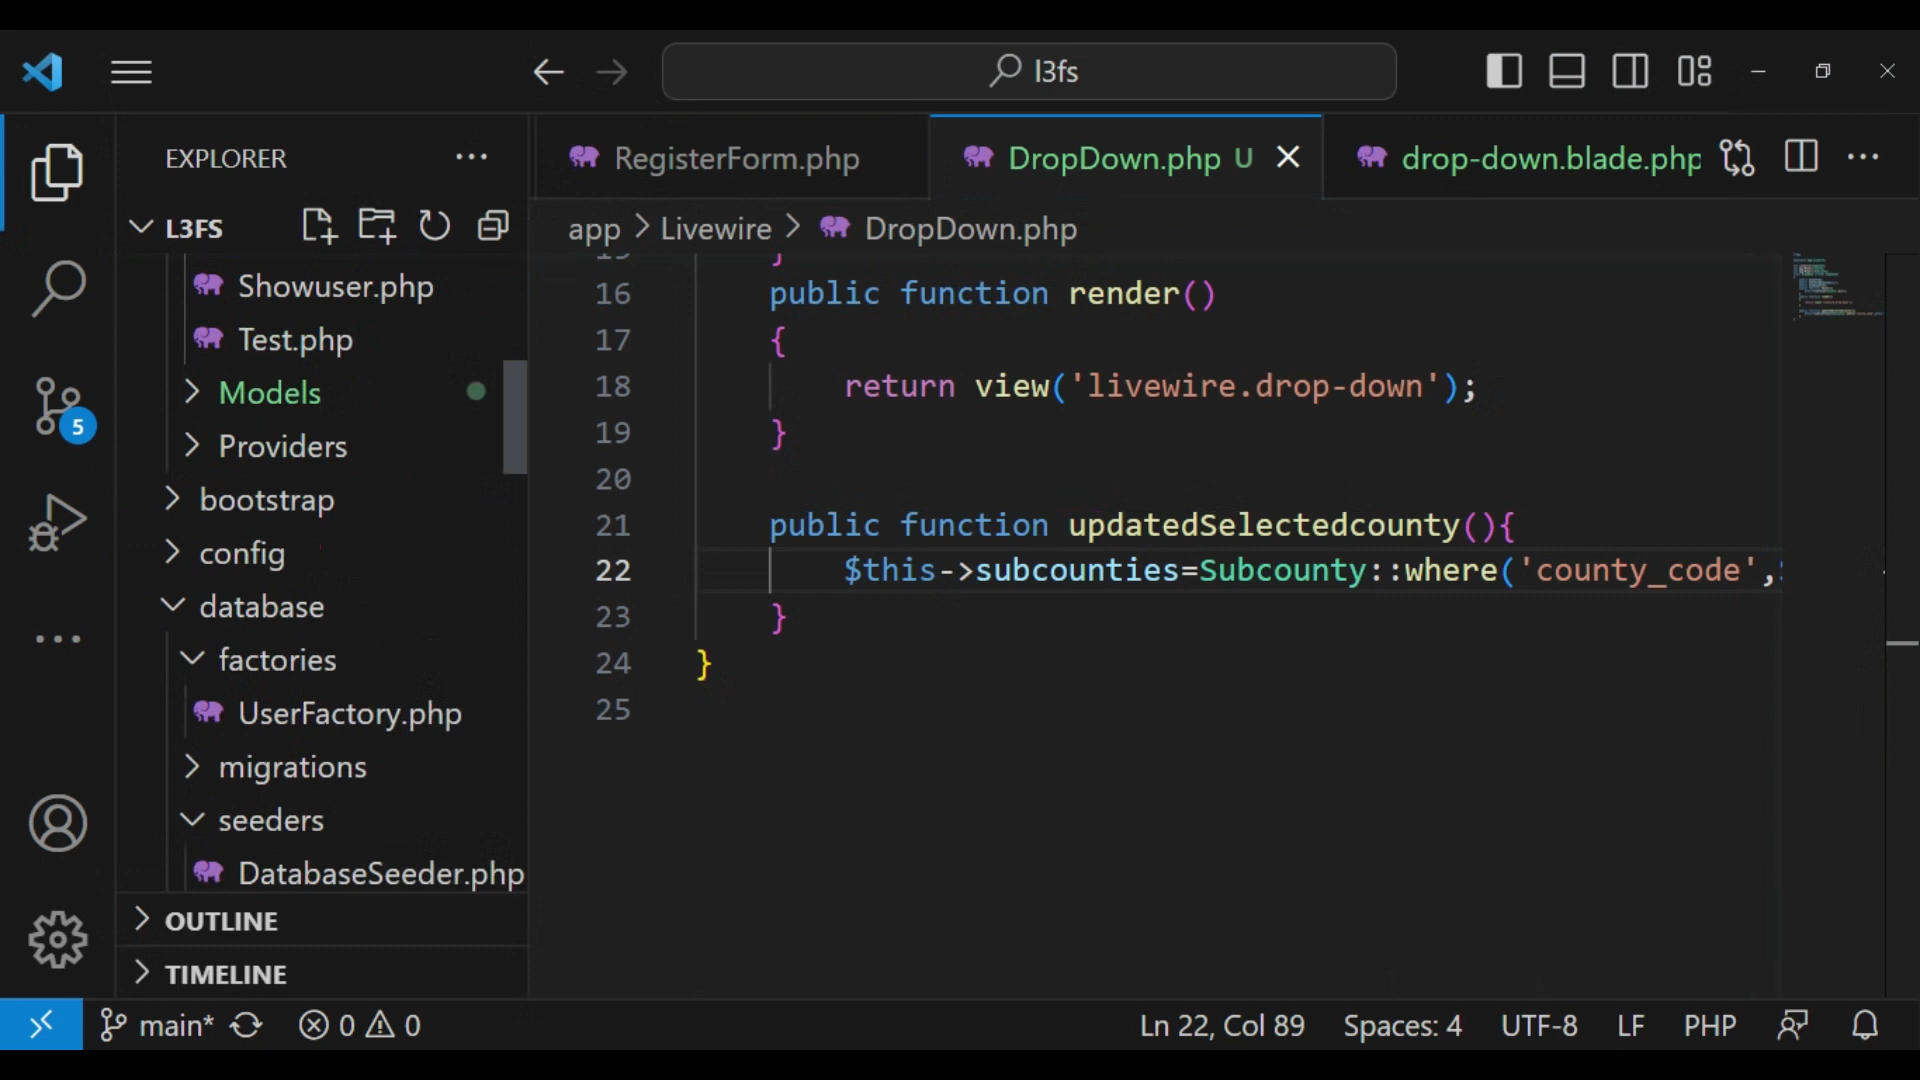 l3fs
EXPLORER
RegisterForm.php
DropDown.php U
drop-down.blade.php
L3FS
app > Livewire > DropDown.php
Showuser.php
Test.php
Models
Providers
bootstrap
config
database
factories
UserFactory.php
migrations
seeders
DatabaseSeeder.php
OUTLINE
TIMELINE
16 public function render()
17 {
18 return view('livewire.drop-down');
19 }
20
21 public function updatedSelectedcounty(){
22 $this->subcounties=Subcounty::where('county_code',
23 }
24 }
25
5
main* 0 0
Ln 22, Col 89 Spaces: 4 UTF-8 LF PHP